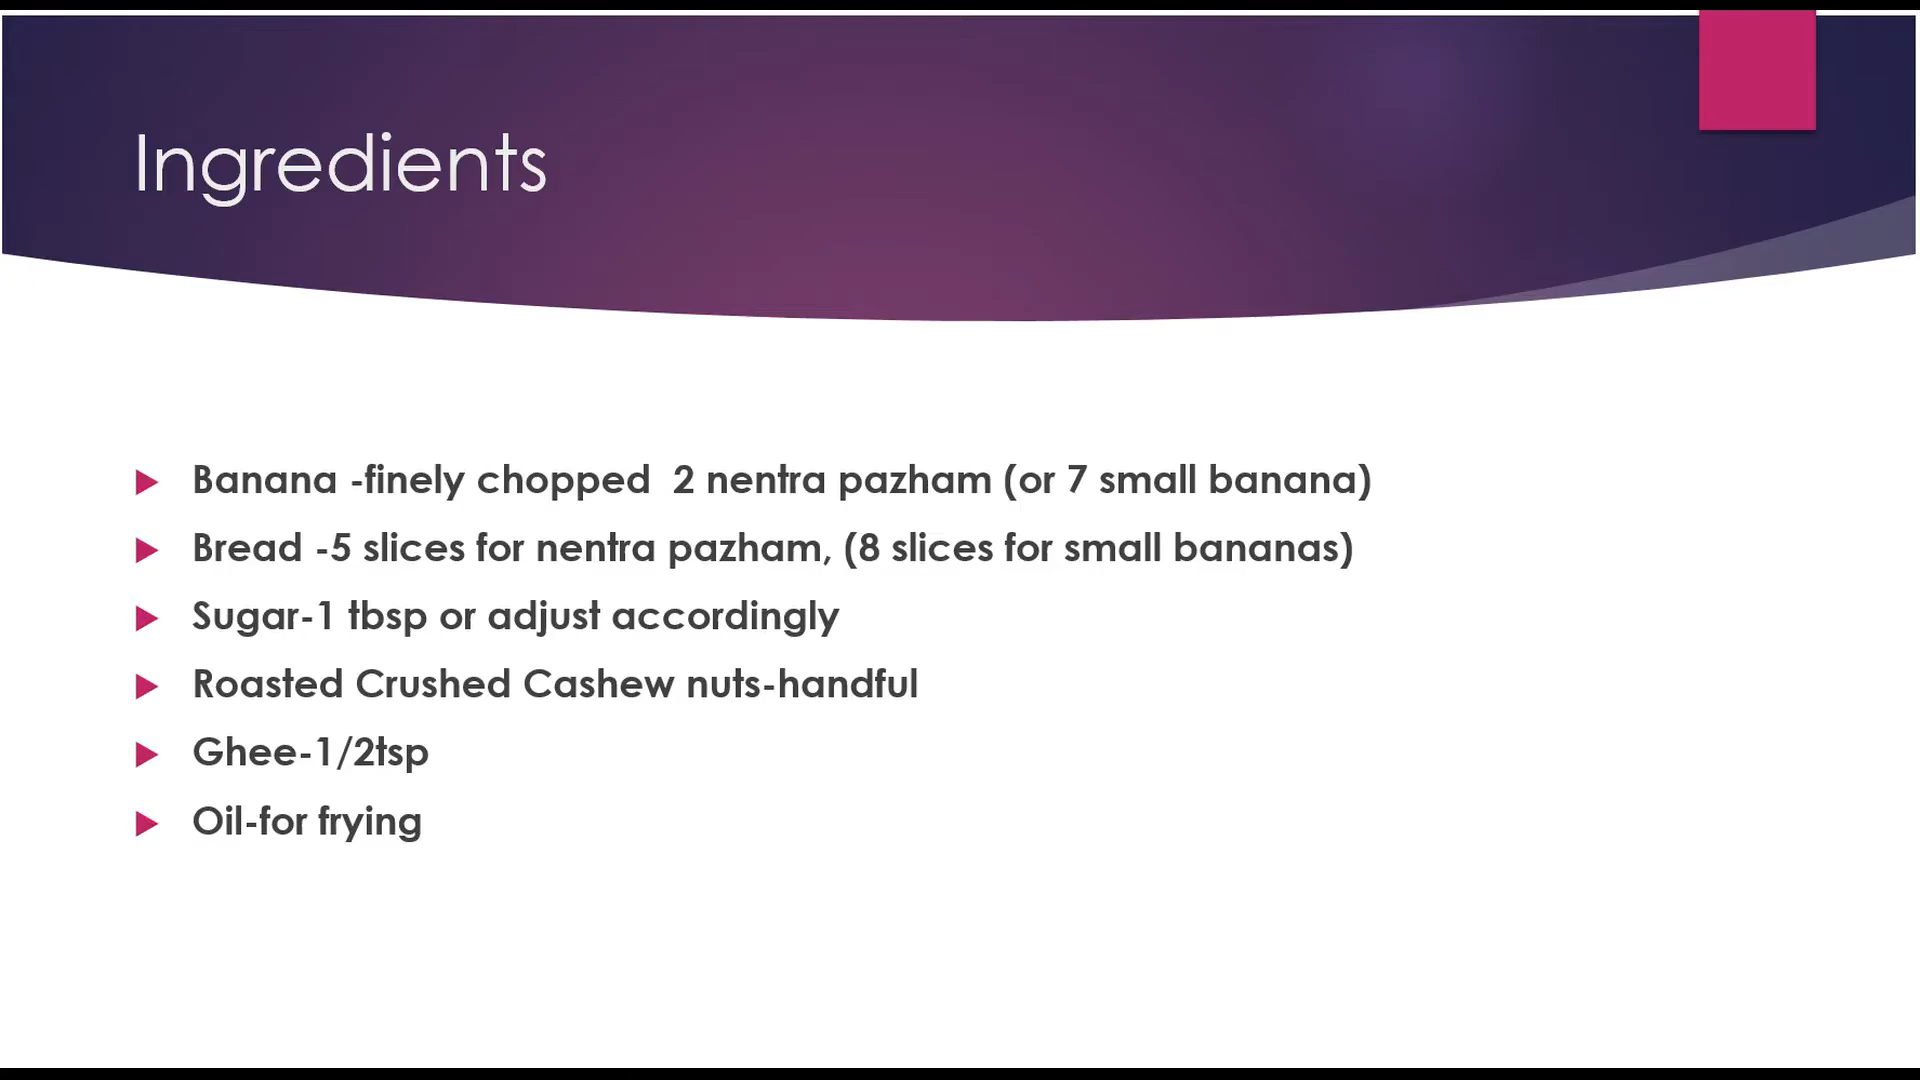 Ingredients
Banana -finely chopped  2 nentra pazham (or 7 small banana)
Bread -5 slices for nentra pazham, (8 slices for small bananas)
Sugar-1 tbsp or adjust accordingly
Roasted Crushed Cashew nuts-handful
Ghee-1/2tsp
Oil-for frying